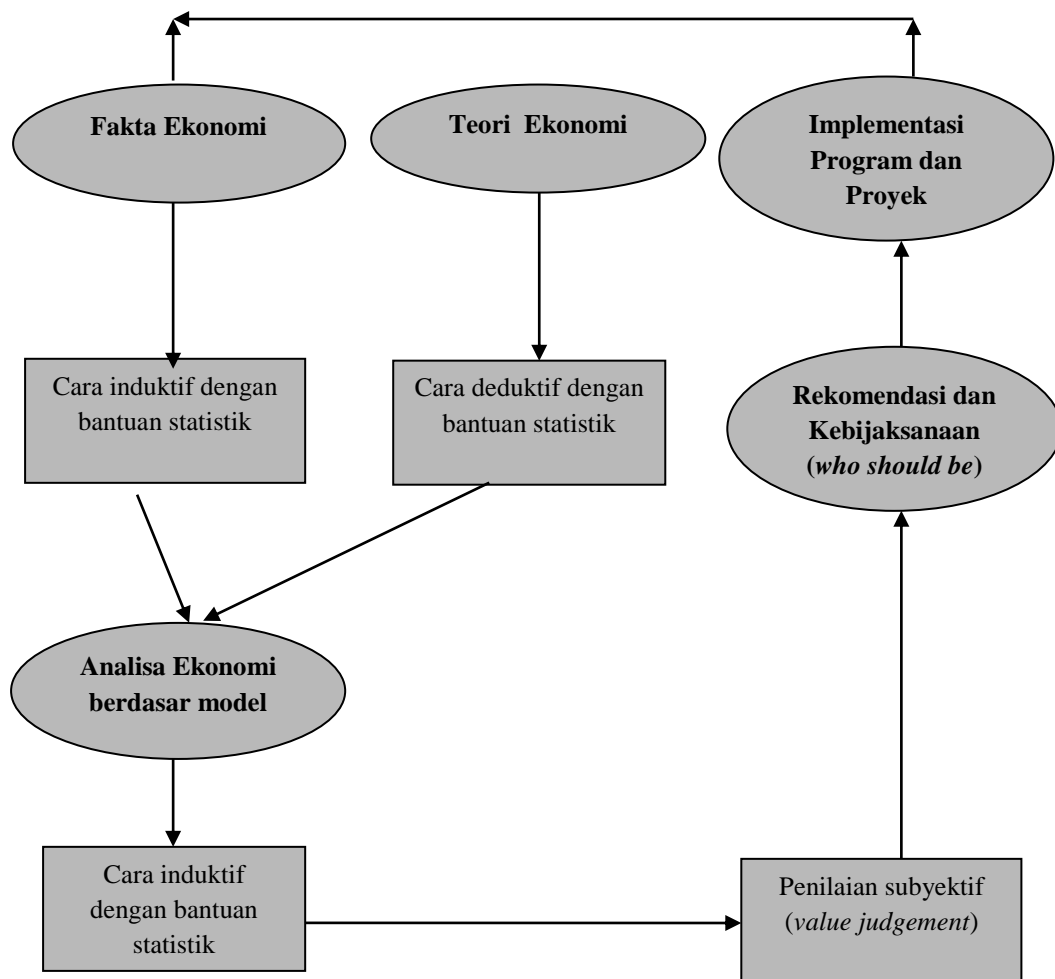 Fakta Ekonomi
Teori Ekonomi
Implementasi
Program dan
Proyek
Cara induktif dengan
bantuan statistik
Cara deduktif dengan
bantuan statistik
Rekomendasi dan
Kebijaksanaan
(who should be)
Analisa Ekonomi
berdasar model
Cara induktif
dengan bantuan
statistik
Penilaian subyektif
(value judgement)